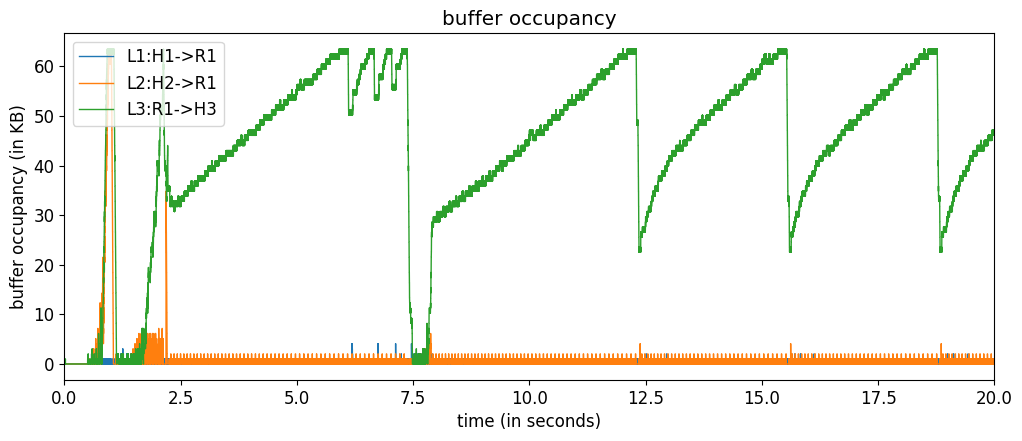 buffer occupancy
L1:H1->R1
L2:H2->R1
L3:R1->H3
buffer occupancy (in KB)
60
50
40
30
20
10
0
0.0 2.5 5.0 7.5 10.0 12.5 15.0 17.5 20.0
time (in seconds)